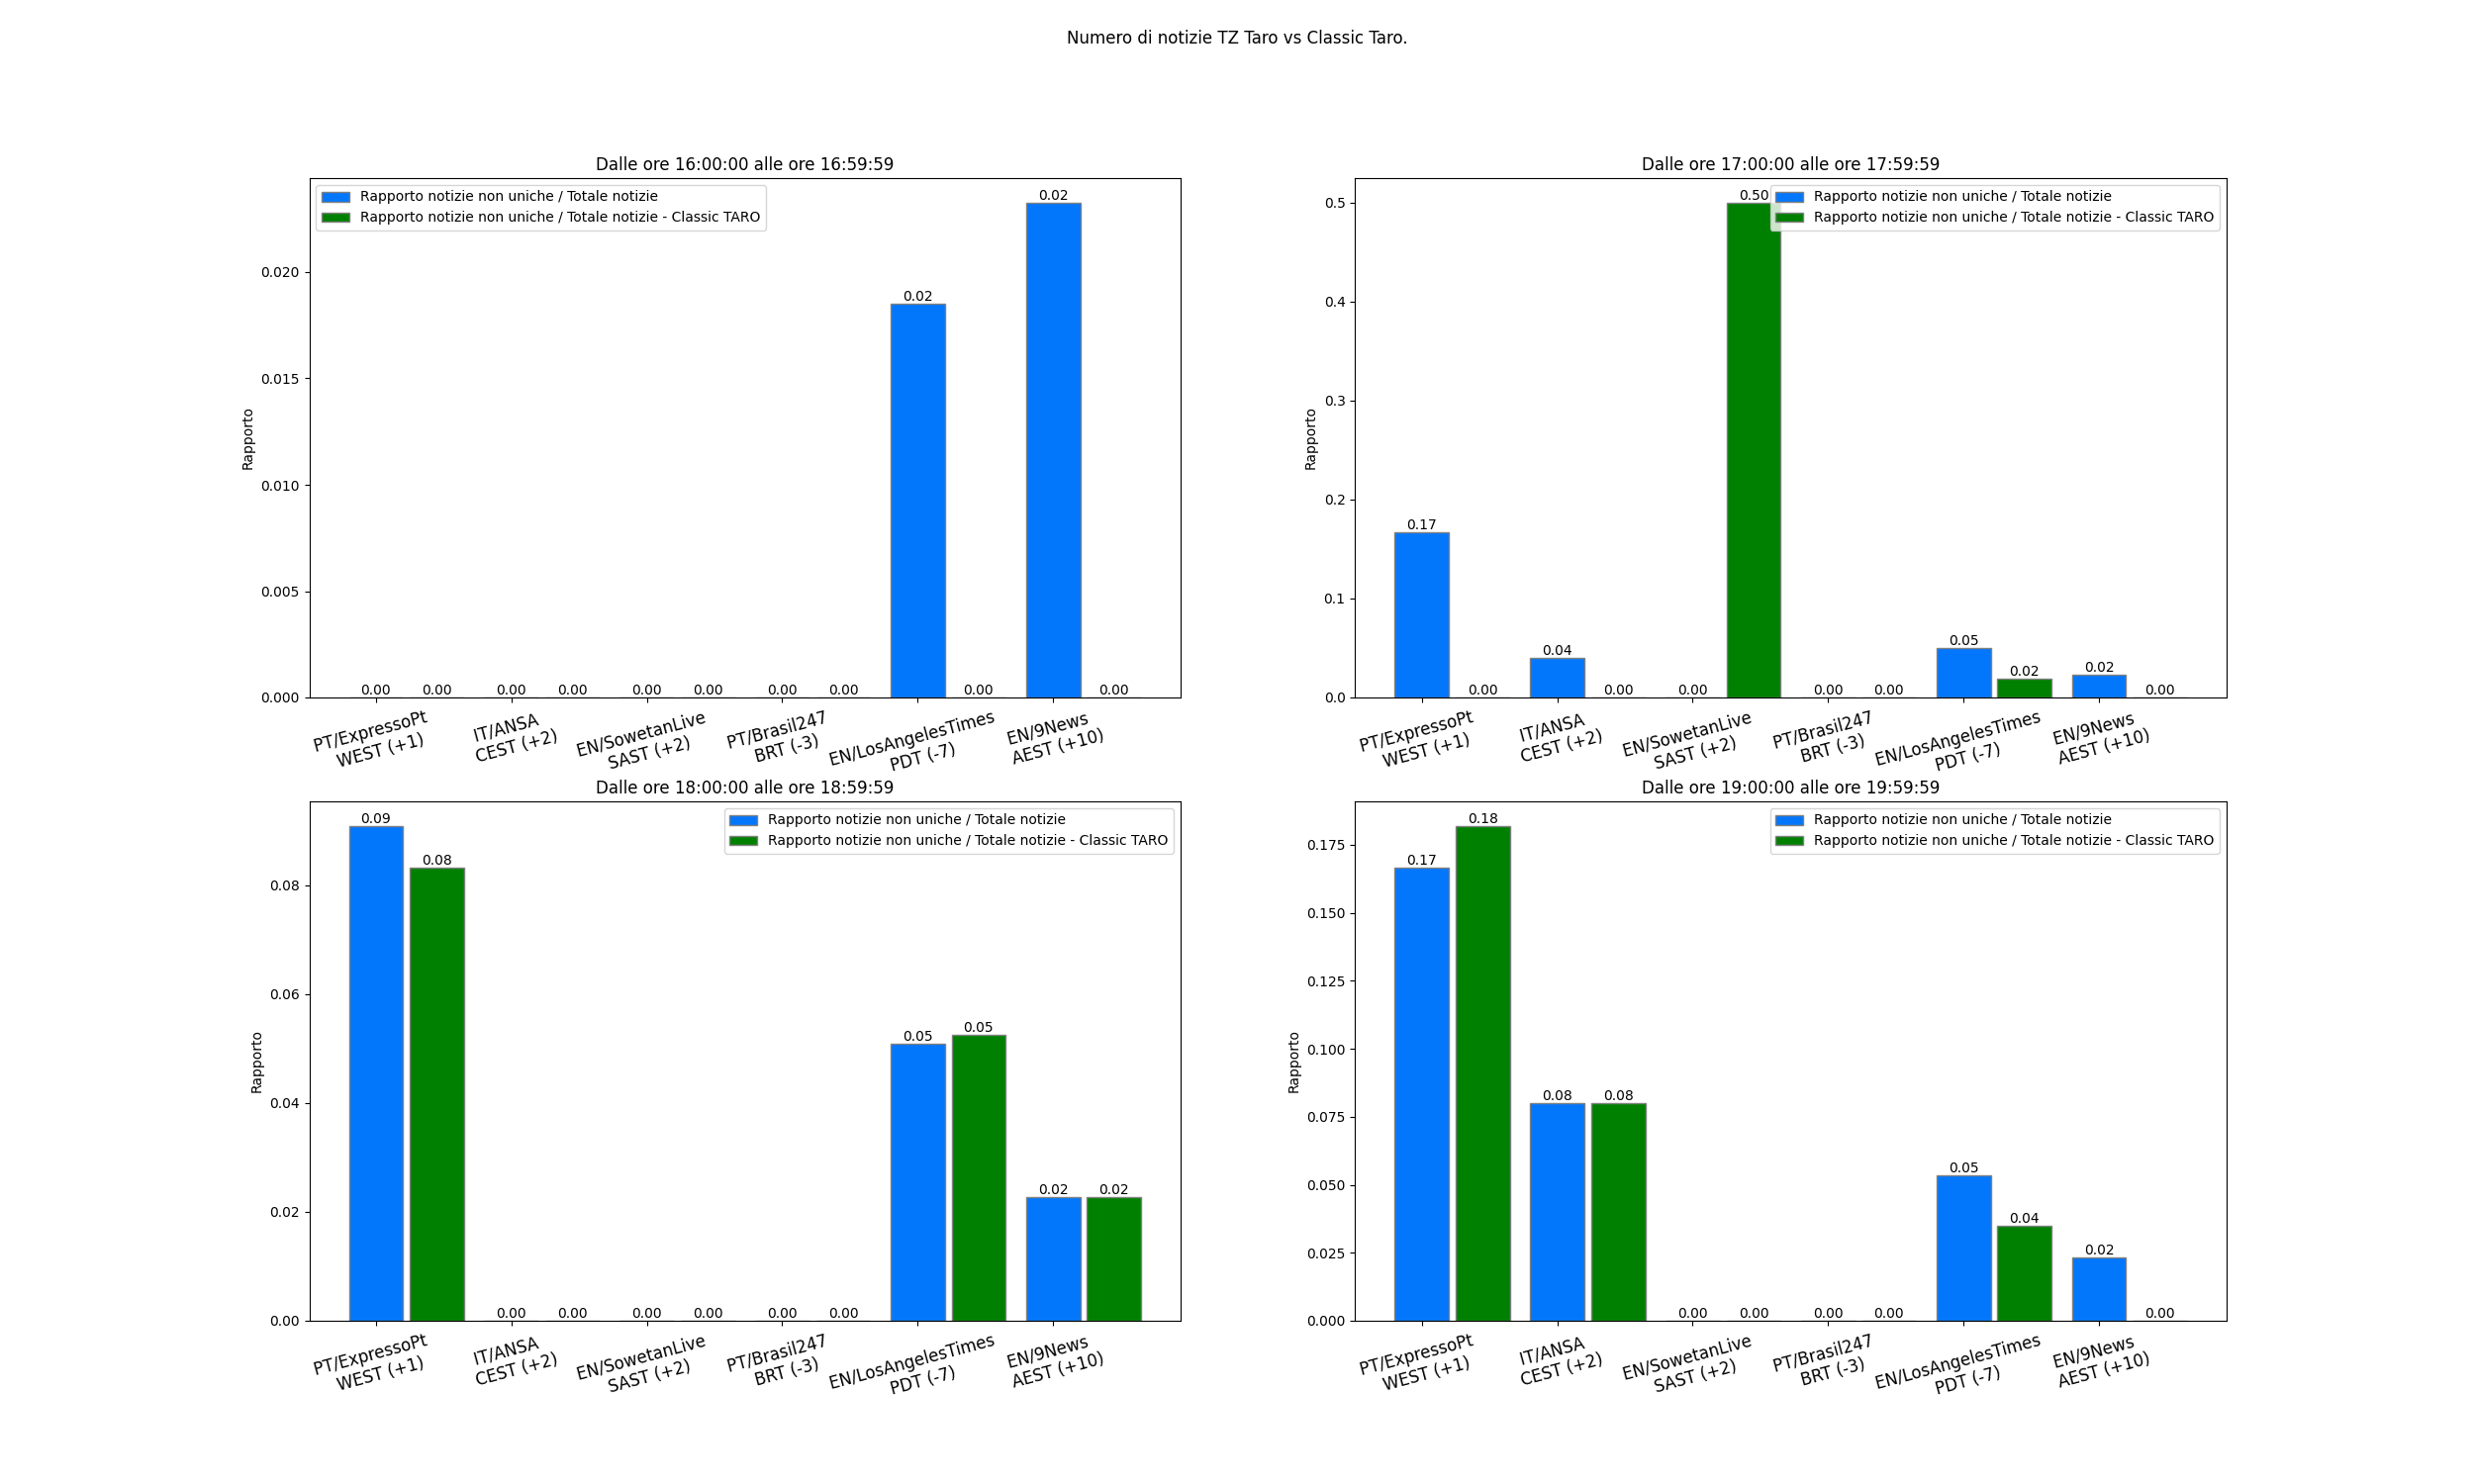 Numero di notizie TZ Taro vs Classic Taro.
Dalle ore 16:00:00 alle ore 16:59:59
Rapporto notizie non uniche / Totale notizie
Rapporto notizie non uniche / Totale notizie - Classic TARO
Rapporto
0.020
0.015
0.010
0.005
0.000
0.00 0.00 0.00 0.00 0.00 0.00 0.00 0.00 0.02 0.00 0.02 0.00
PT/ExpressoPt
WEST (+1)
IT/ANSA
CEST (+2)
EN/SowetanLive
SAST (+2)
PT/Brasil247
BRT (-3)
EN/LosAngelesTimes
PDT (-7)
EN/9News
AEST (+10)
Dalle ore 17:00:00 alle ore 17:59:59
Rapporto notizie non uniche / Totale notizie
Rapporto notizie non uniche / Totale notizie - Classic TARO
Rapporto
0.5
0.4
0.3
0.2
0.1
0.0
0.17 0.00 0.04 0.00 0.00 0.50 0.00 0.00 0.05 0.02 0.02 0.00
PT/ExpressoPt
WEST (+1)
IT/ANSA
CEST (+2)
EN/SowetanLive
SAST (+2)
PT/Brasil247
BRT (-3)
EN/LosAngelesTimes
PDT (-7)
EN/9News
AEST (+10)
Dalle ore 18:00:00 alle ore 18:59:59
Rapporto notizie non uniche / Totale notizie
Rapporto notizie non uniche / Totale notizie - Classic TARO
Rapporto
0.08
0.06
0.04
0.02
0.00
0.09 0.08 0.00 0.00 0.00 0.00 0.00 0.00 0.05 0.05 0.02 0.02
PT/ExpressoPt
WEST (+1)
IT/ANSA
CEST (+2)
EN/SowetanLive
SAST (+2)
PT/Brasil247
BRT (-3)
EN/LosAngelesTimes
PDT (-7)
EN/9News
AEST (+10)
Dalle ore 19:00:00 alle ore 19:59:59
Rapporto notizie non uniche / Totale notizie
Rapporto notizie non uniche / Totale notizie - Classic TARO
Rapporto
0.175
0.150
0.125
0.100
0.075
0.050
0.025
0.000
0.17 0.18 0.08 0.08 0.00 0.00 0.00 0.00 0.05 0.04 0.02 0.00
PT/ExpressoPt
WEST (+1)
IT/ANSA
CEST (+2)
EN/SowetanLive
SAST (+2)
PT/Brasil247
BRT (-3)
EN/LosAngelesTimes
PDT (-7)
EN/9News
AEST (+10)